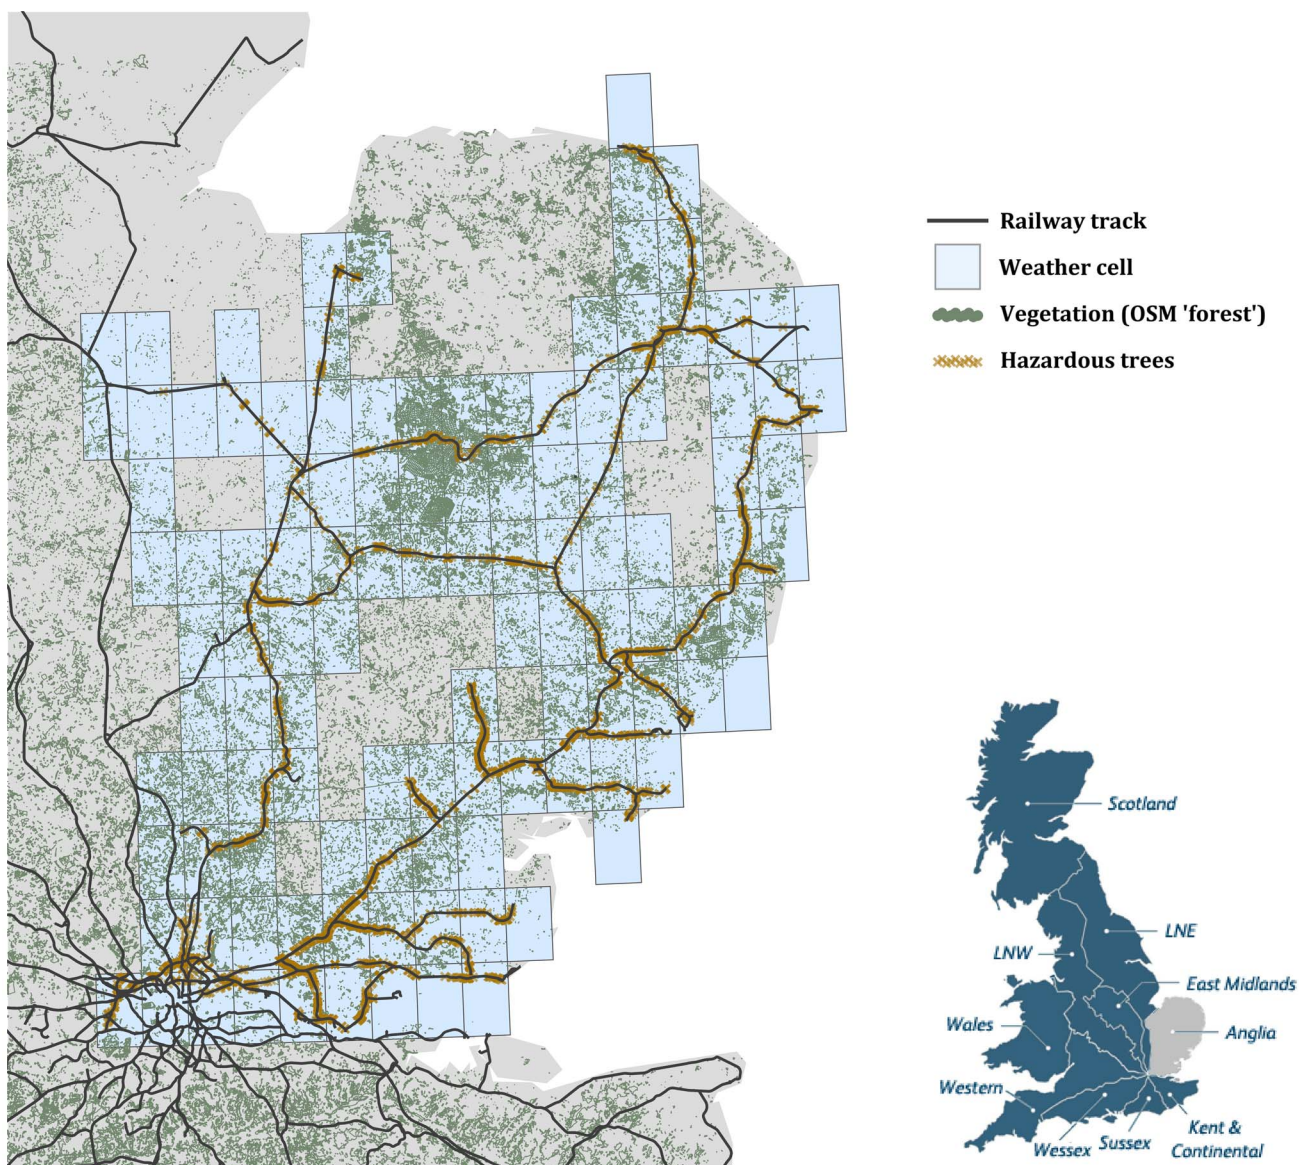 Railway track
Weather cell
Vegetation (OSM 'forest')
Hazardous trees
Scotland
LNE
LNW
East Midlands
Wales
Anglia
Western
Wessex
Sussex
Kent &
Continental